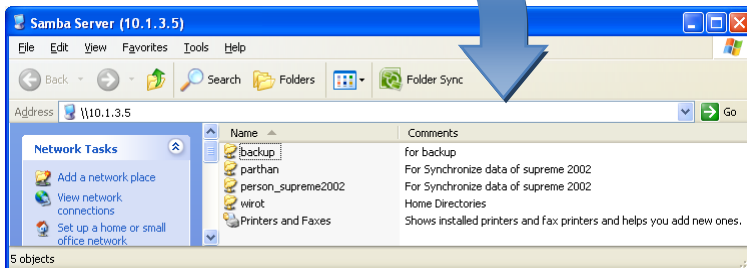 Samba Server (10.1.3.5)
File Edit View Favorites Tools Help
Back Search Folders Folder Sync
Address \\10.1.3.5 Go
Network Tasks
Add a network place
View network
connections
Set up a home or small
office network
Name Comments
backup for backup
parthan For Synchronize data of supreme 2002
person_supreme2002 For Synchronize data of supreme 2002
wirot Home Directories
Printers and Faxes Shows installed printers and fax printers and helps you add new ones.
5 objects